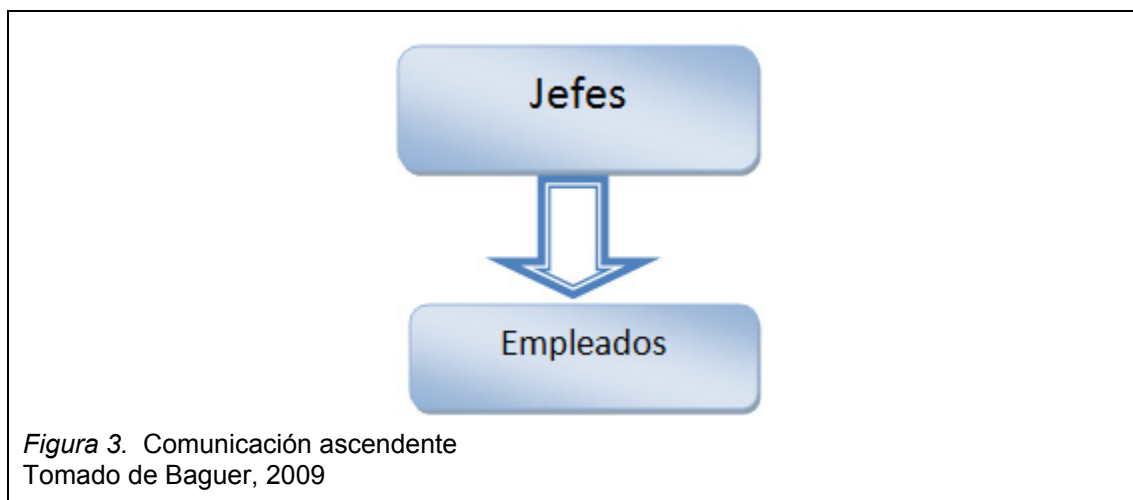 Jefes
Empleados
Figura 3. Comunicación ascendente
Tomado de Baguer, 2009